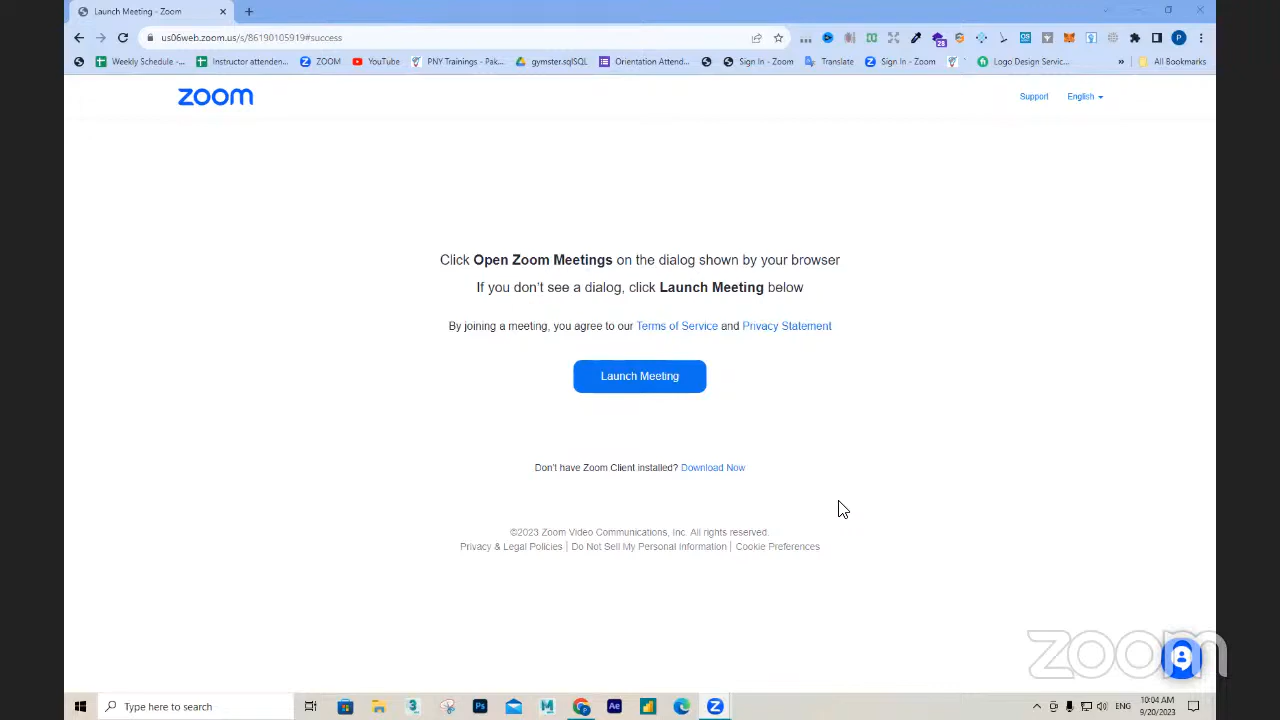 Launch Meeting - Zoom
us06web.zoom.us/s/86190105919#success
Weekly Schedule -...
Instructor attenden...
ZOOM
YouTube
PNY Trainings - Pak...
gymster.sqlSQL
Orientation Attend...
Sign In - Zoom
Translate
Sign in - Zoom
Logo Design Servic...
»
All Bookmarks
zoom
Support
English
Click Open Zoom Meetings on the dialog shown by your browser
If you don't see a dialog, click Launch Meeting below
By joining a meeting, you agree to our Terms of Service and Privacy Statement
Launch Meeting
Don't have Zoom Client installed? Download Now
©2023 Zoom Video Communications, Inc. All rights reserved.
Privacy & Legal Policies | Do Not Sell My Personal Information | Cookie Preferences
zoom
Type here to search
Ps
Ae
ENG
10:04 AM
9/20/2023